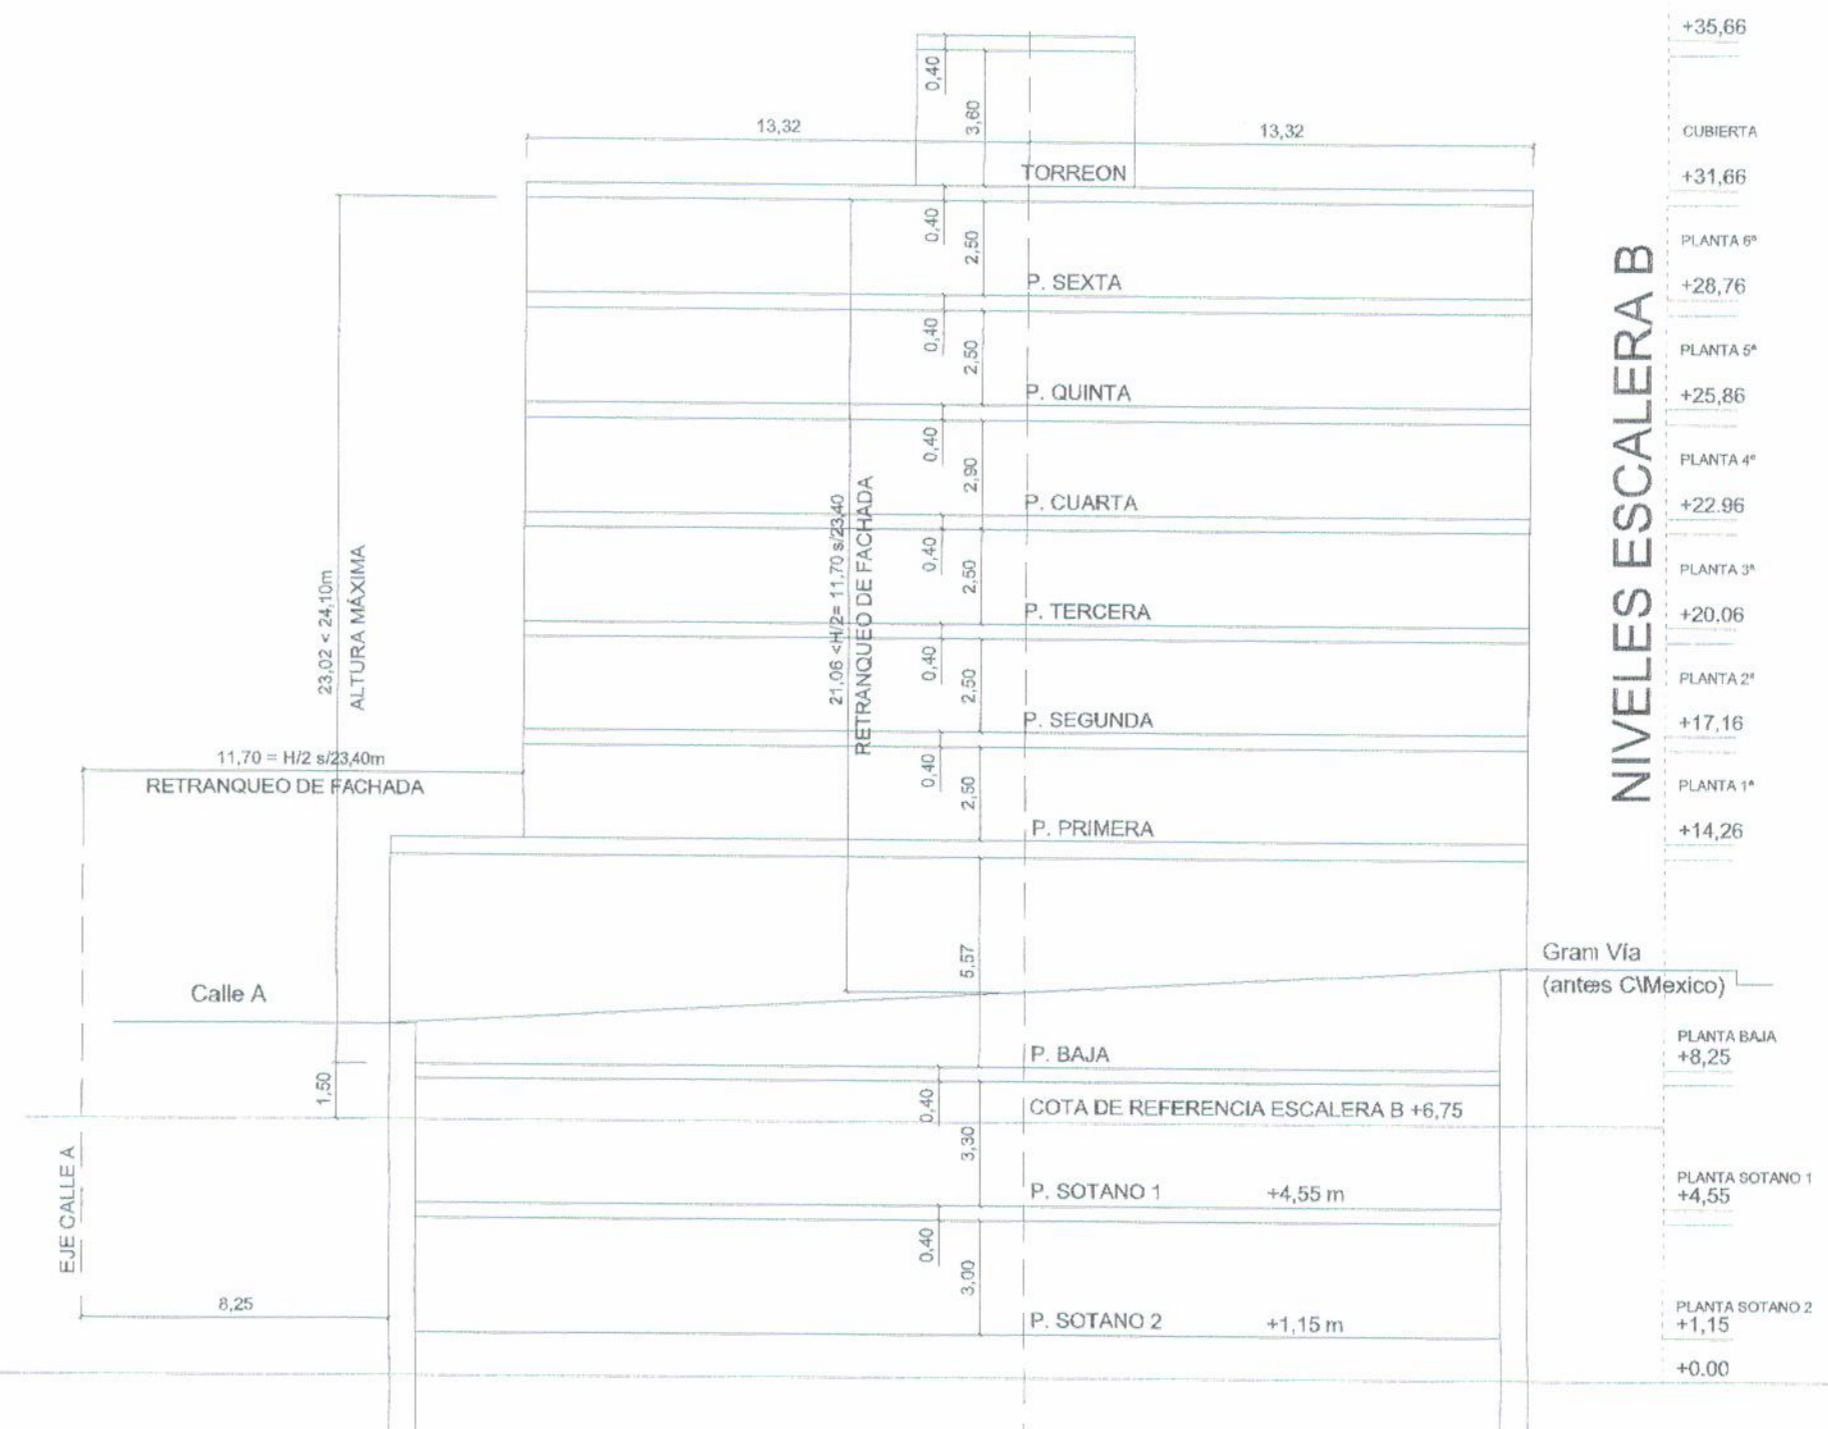 +35,66
0,40
3,60
13,32
13,32
CUBIERTA
TORREON
+31,66
0,40
2,50
PLANTA 6ª
P. SEXTA
+28,76
0,40
2,50
PLANTA 5ª
P. QUINTA
+25,86
0,40
2,90
PLANTA 4ª
P. CUARTA
+22.96
0,40
2,50
PLANTA 3ª
P. TERCERA
+20.06
0,40
2,50
PLANTA 2ª
P. SEGUNDA
+17,16
0,40
2,50
PLANTA 1ª
P. PRIMERA
+14,26
NIVELES ESCALERA B
23,02 < 24,10m
ALTURA MÁXIMA
21,06 <H/2= 11,70 s/23,40
RETRANQUEO DE FACHADA
11,70 = H/2 s/23,40m
RETRANQUEO DE FACHADA
5,57
Gram Vía
(antes C\Mexico)
Calle A
PLANTA BAJA
P. BAJA
+8,25
1,50
0,40
COTA DE REFERENCIA ESCALERA B +6,75
3,30
EJE CALLE A
PLANTA SOTANO 1
P. SOTANO 1 +4,55 m
+4,55
0,40
3,00
8,25
PLANTA SOTANO 2
P. SOTANO 2 +1,15 m
+1,15
+0.00